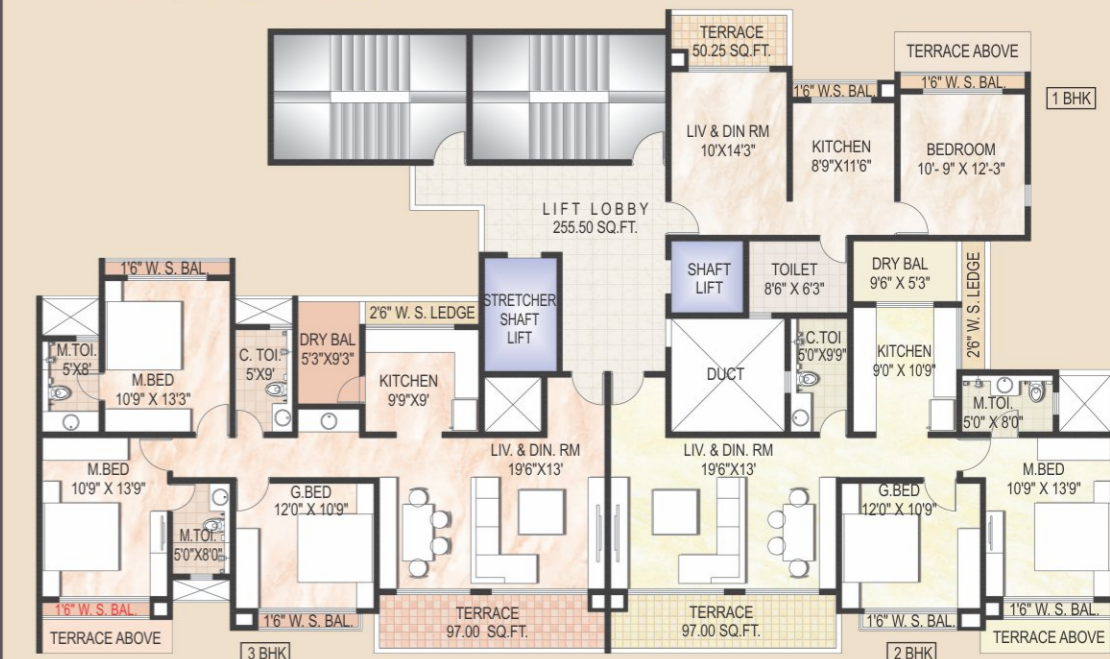 TERRACE
50.25 SQ.FT.
TERRACE ABOVE
1'6" W.S. BAL.
1'6" W. S. BAL.
1 BHK
LIV & DIN RM
10'X14'3"
KITCHEN
8'9"X11'6"
BEDROOM
10'- 9" X 12'-3"
LIFT LOBBY
255.50 SQ.FT.
SHAFT
LIFT
TOILET
8'6" X 6'3"
DRY BAL
9'6" X 5'3"
2'6" W. S. LEDGE
1'6" W. S. BAL.
STRETCHER
SHAFT
LIFT
2'6" W. S. LEDGE
DRY BAL
5'3"X9'3"
M.TOI.
5'X8'
M.BED
10'9" X 13'3"
C. TOI.
5'X9'
KITCHEN
9'9"X9'
DUCT
C.TOI
5'0"X9'9"
KITCHEN
9'0" X 10'9"
M.TOI.
5'0" X 8'0"
M.BED
10'9" X 13'9"
LIV. & DIN. RM
19'6"X13'
LIV. & DIN. RM
19'6"X13'
M.BED
10'9" X 13'9"
G.BED
12'0" X 10'9"
G.BED
12'0" X 10'9"
M.TOI.
5'0"X8'0"
1'6" W. S. BAL.
TERRACE ABOVE
1'6" W. S. BAL.
3 BHK
TERRACE
97.00 SQ.FT.
TERRACE
97.00 SQ.FT.
1'6" W. S. BAL.
2 BHK
1'6" W. S. BAL.
TERRACE ABOVE